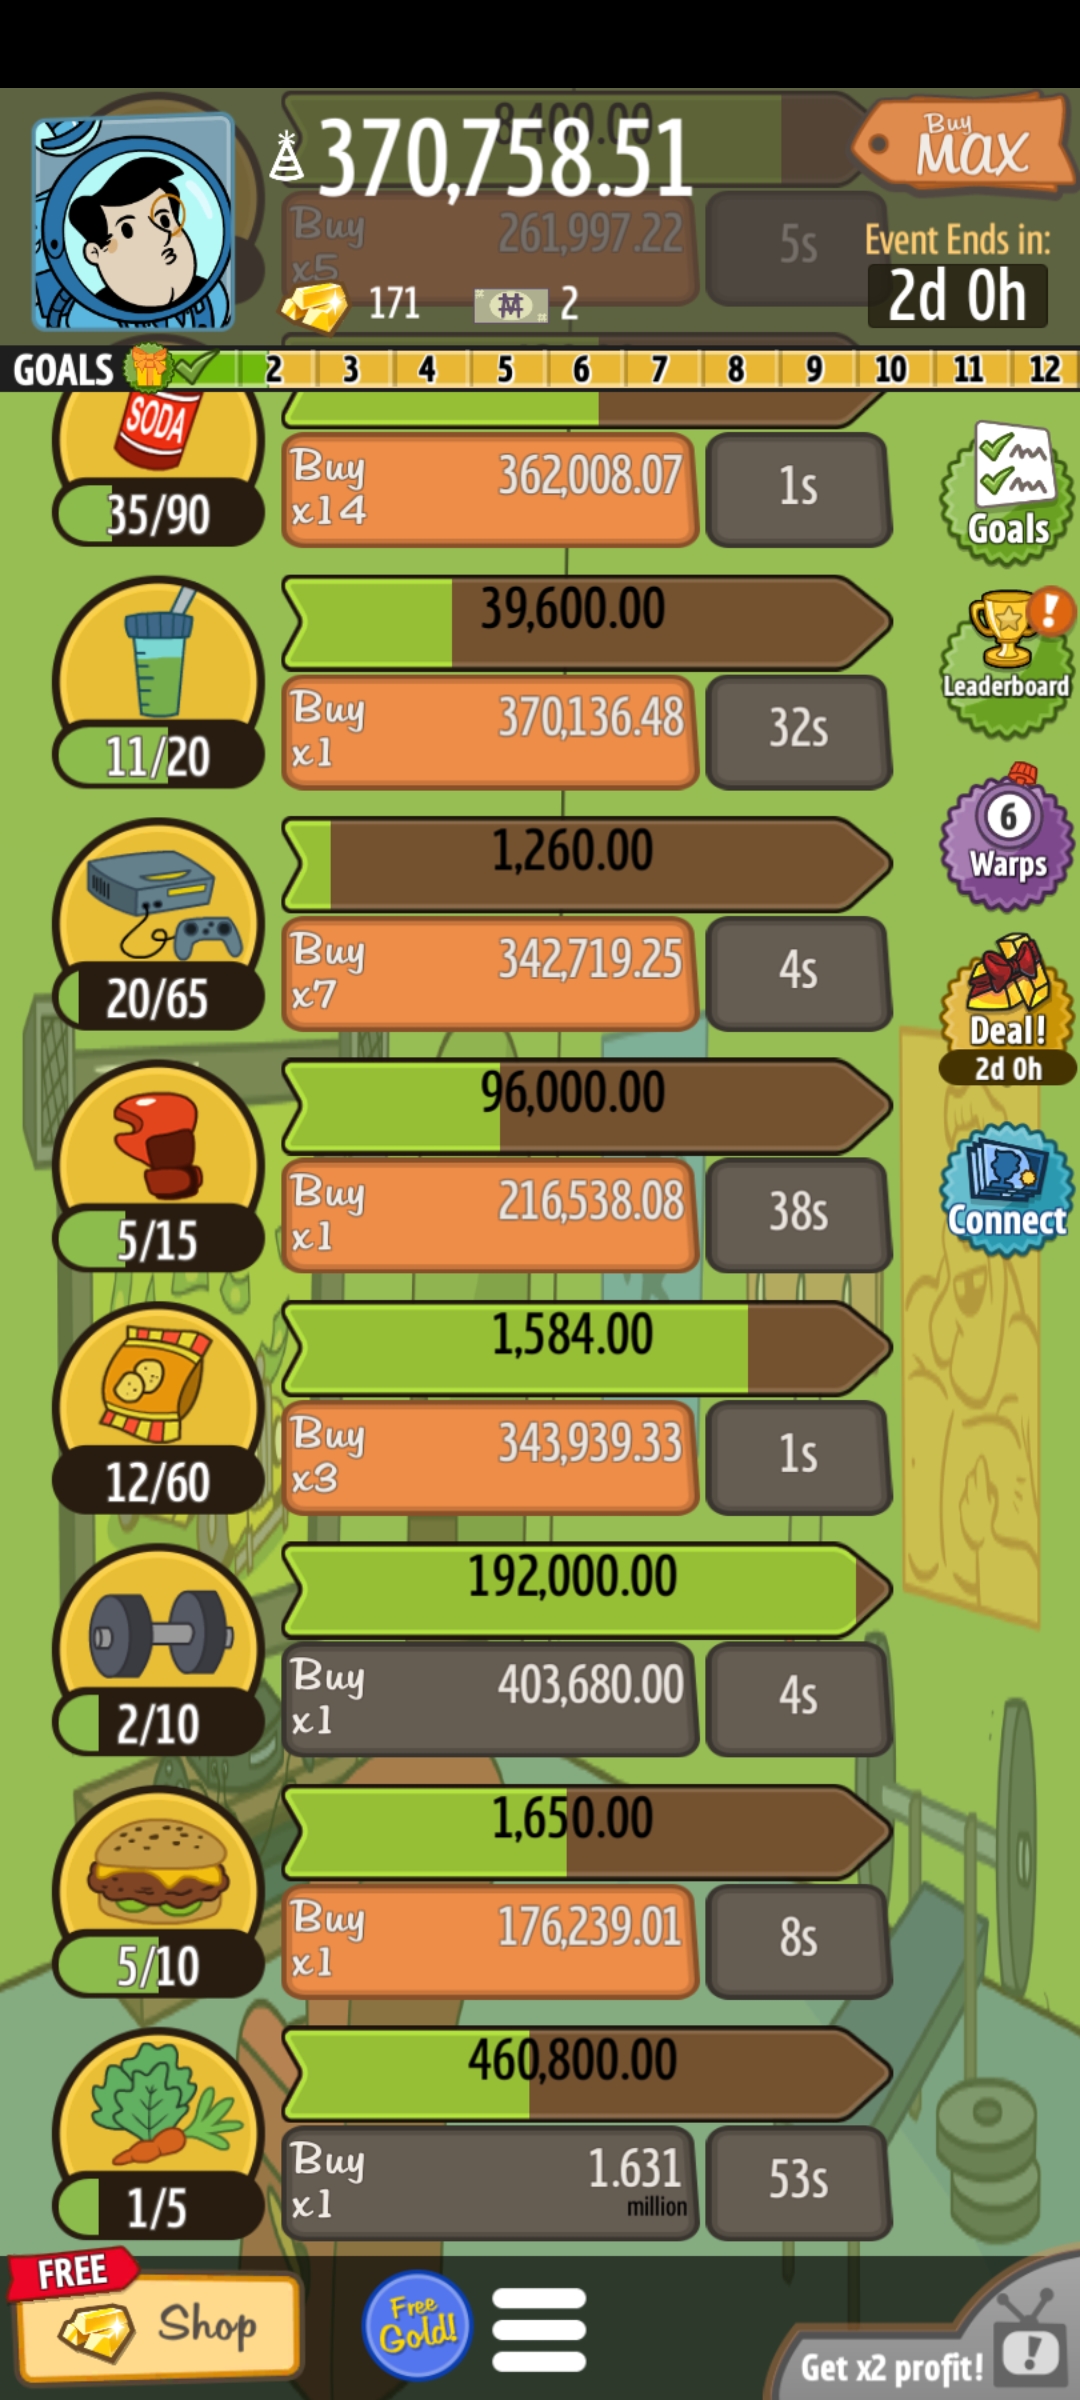 8,400.00
370,758.51
Buy
MAX
Buy
x5
261,997.22
5s
Event Ends in:
2d 0h
171
2
GOALS 2 3 4 5 6 7 8 9 10 11 12
SODA
35/90
Buy
x14
362,008.07
1s
Goals
39,600.00
11/20
Buy
x1
370,136.48
32s
!
Leaderboard
1,260.00
20/65
Buy
x7
342,719.25
4s
6
Warps
Deal!
2d 0h
96,000.00
5/15
Buy
x1
216,538.08
38s
Connect
1,584.00
12/60
Buy
x3
343,939.33
1s
192,000.00
2/10
Buy
x1
403,680.00
4s
1,650.00
5/10
Buy
x1
176,239.01
8s
460,800.00
1/5
Buy
x1
1.631
million
53s
FREE
Shop
Free
Gold!
Get x2 profit!
!